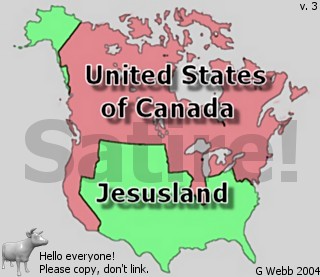 v. 3
United States
of Canada
Satire!
Jesusland
Hello everyone!
Please copy, don't link.
G Webb 2004